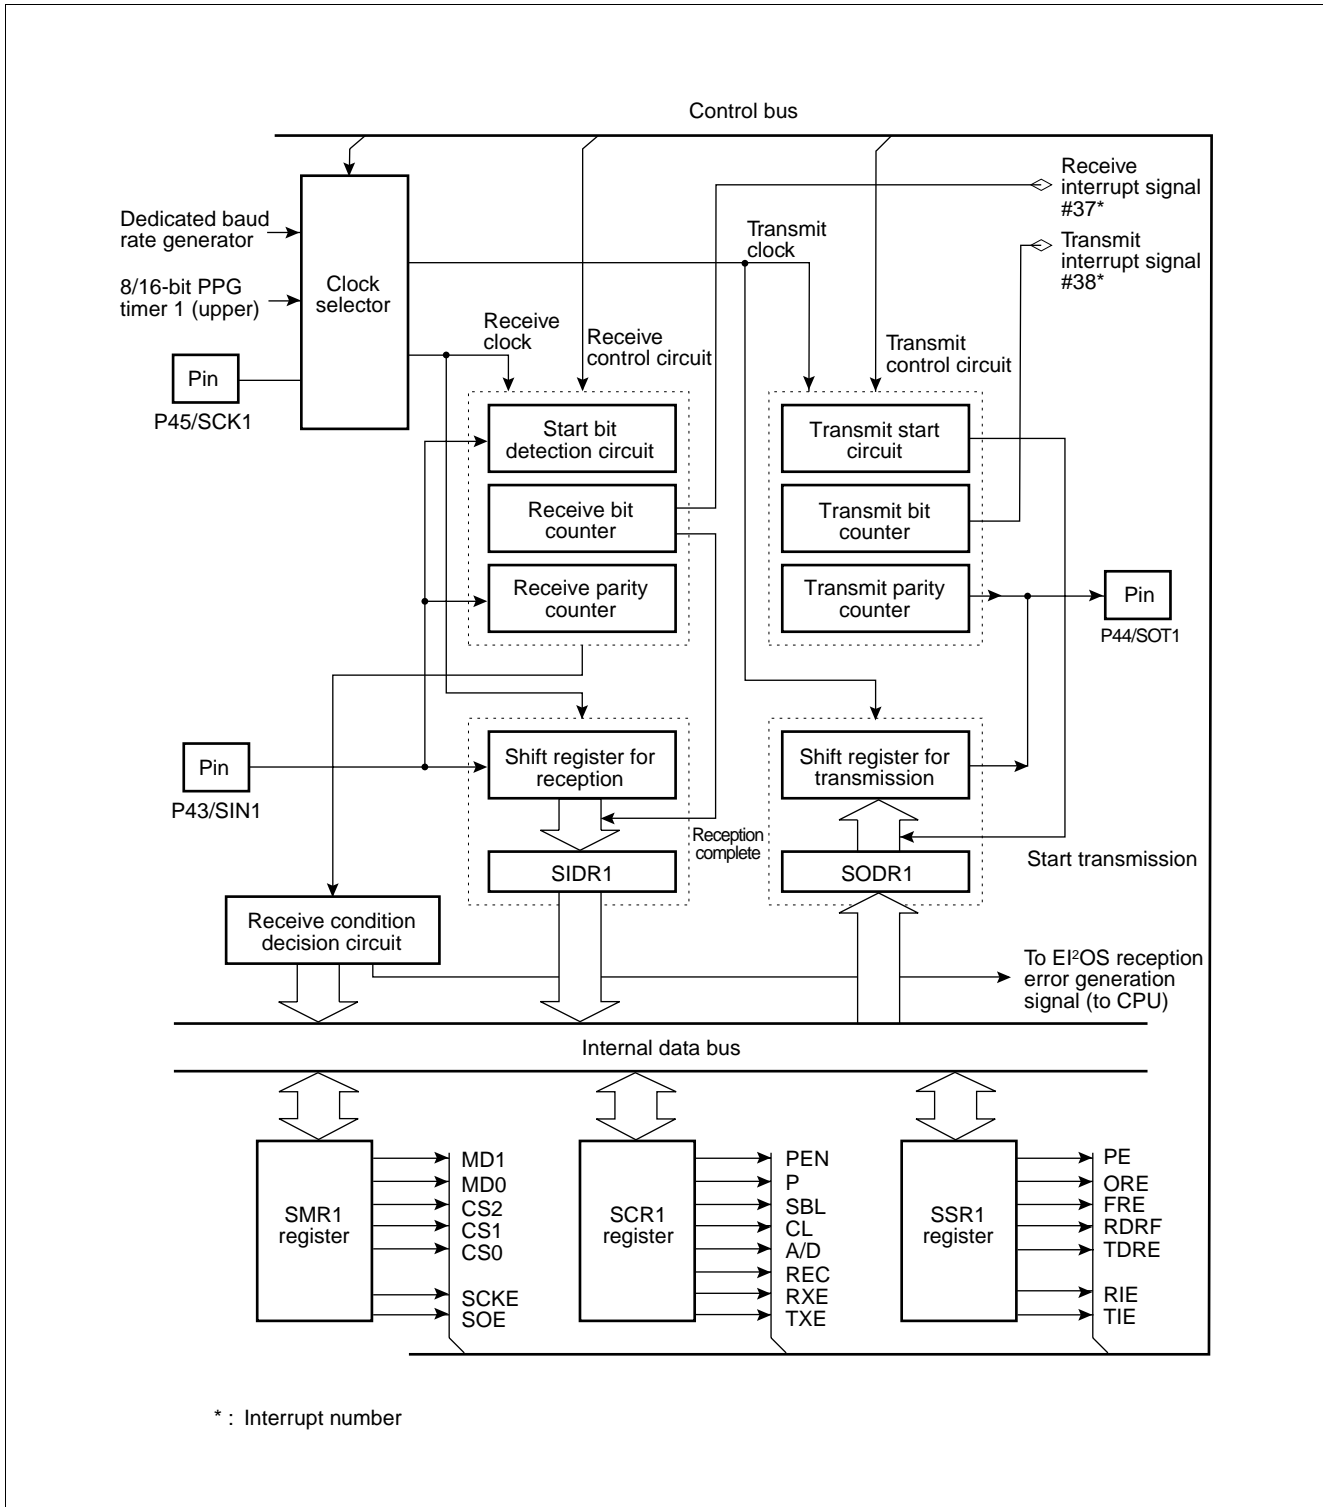 Control bus
Receive
interrupt signal
#37*
Dedicated baud
rate generator
Transmit
clock
Transmit
interrupt signal
#38*
8/16-bit PPG
timer 1 (upper)
Clock
selector
Receive
clock
Receive
control circuit
Transmit
control circuit
Pin
P45/SCK1
Start bit
detection circuit
Transmit start
circuit
Receive bit
counter
Transmit bit
counter
Receive parity
counter
Transmit parity
counter
Pin
P44/SOT1
Pin
P43/SIN1
Shift register for
reception
Shift register for
transmission
Reception
complete
Start transmission
SIDR1
SODR1
Receive condition
decision circuit
To EI²OS reception
error generation
signal (to CPU)
Internal data bus
SMR1
register
MD1
MD0
CS2
CS1
CS0
SCKE
SOE
SCR1
register
PEN
P
SBL
CL
A/D
REC
RXE
TXE
SSR1
register
PE
ORE
FRE
RDRF
TDRE
RIE
TIE
* : Interrupt number